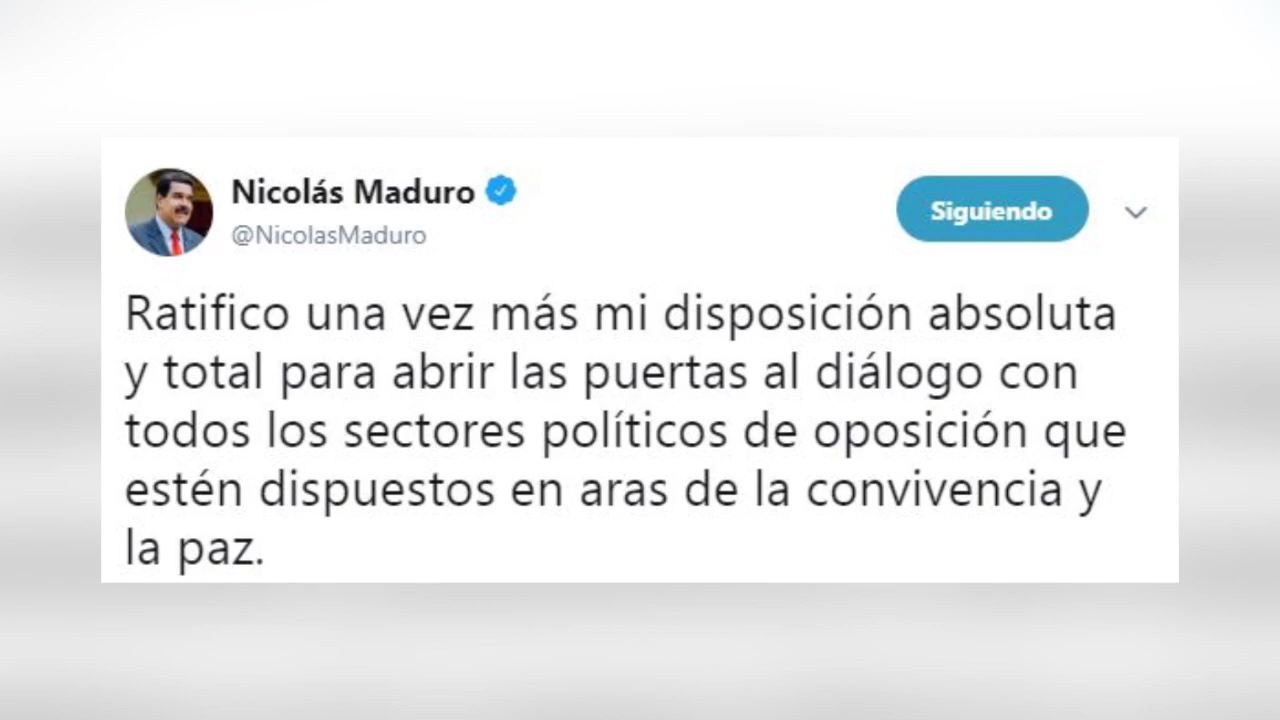 Nicolás Maduro
@NicolasMaduro
Siguiendo
Ratifico una vez más mi disposición absoluta
y total para abrir las puertas al diálogo con
todos los sectores políticos de oposición que
estén dispuestos en aras de la convivencia y
la paz.